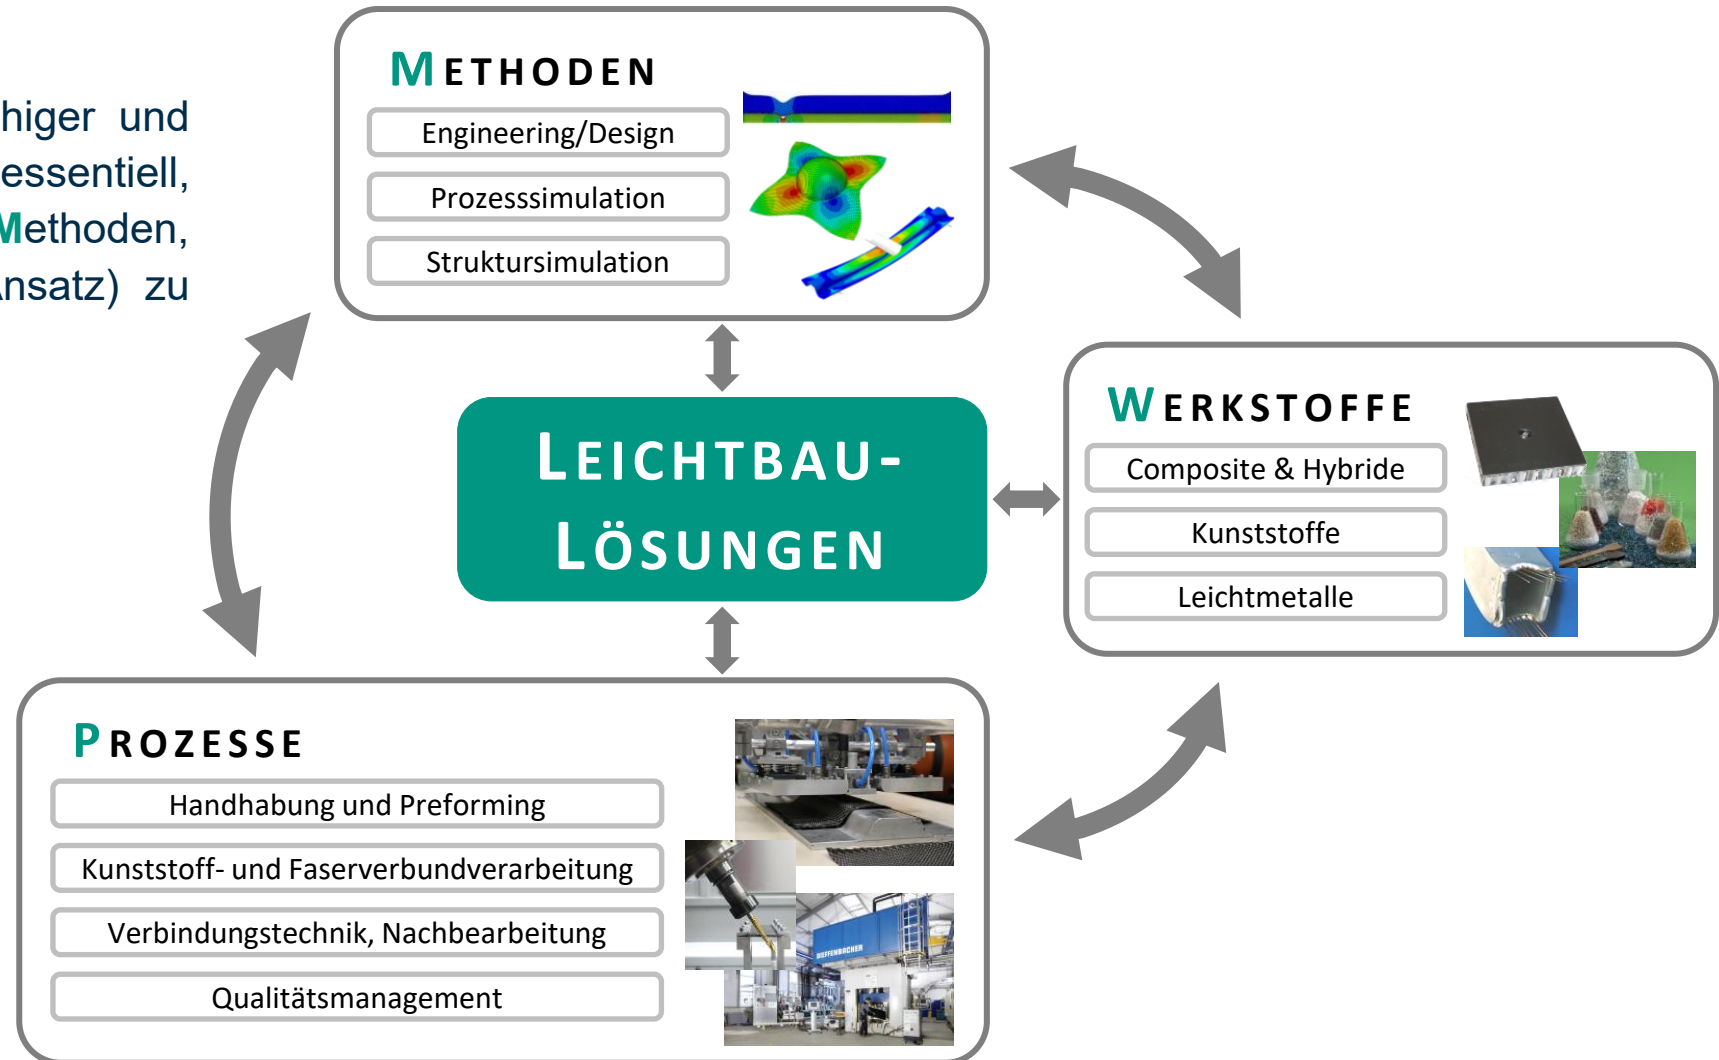 higer und
essentiell,
Methoden,
nsatz) zu
METHODEN
Engineering/Design
Prozesssimulation
Struktursimulation
LEICHTBAU-
LÖSUNGEN
WERKSTOFFE
Composite & Hybride
Kunststoffe
Leichtmetalle
PROZESSE
Handhabung und Preforming
Kunststoff- und Faserverbundverarbeitung
Verbindungstechnik, Nachbearbeitung
Qualitätsmanagement
DIEFFENBACHER